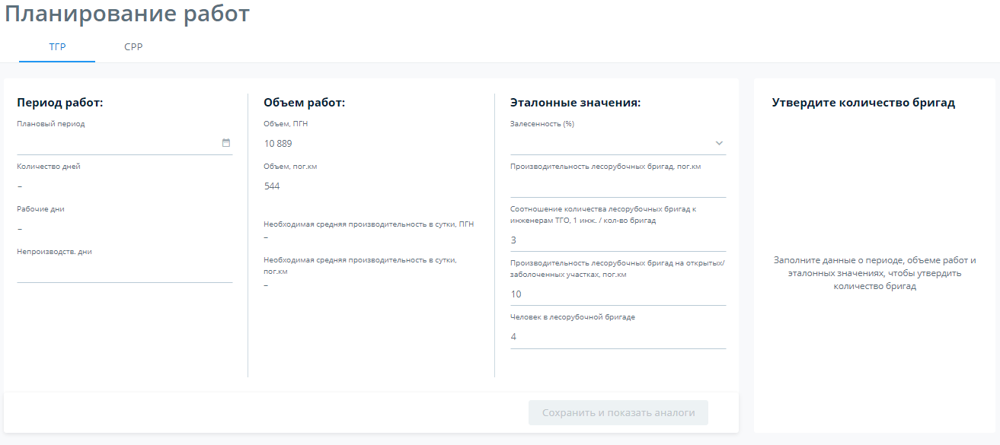 Планирование работ
ТГР
СРР
Период работ:
Плановый период
Количество дней
–
Рабочие дни
–
Непроизводств. дни
Объем работ:
Объем, ПГН
10 889
Объем, пог.км
544
Необходимая средняя производительность в сутки, ПГН
–
Необходимая средняя производительность в сутки,
пог.км
–
Эталонные значения:
Залесенность (%)
Производительность лесорубочных бригад, пог.км
Соотношение количества лесорубочных бригад к
инженерам ТГО, 1 инж. / кол-во бригад
3
Производительность лесорубочных бригад на открытых/
заболоченных участках, пог.км
10
Человек в лесорубочной бригаде
4
Сохранить и показать аналоги
Утвердите количество бригад
Заполните данные о периоде, объеме работ и
эталонных значениях, чтобы утвердить
количество бригад